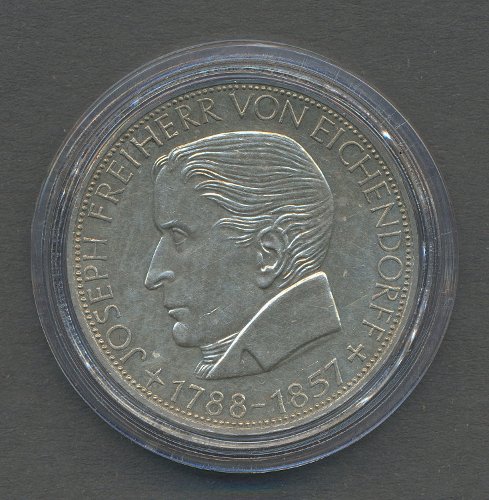 JOSEPH FREIHERR VON EICHENDORFF
+ 1788-1857 +